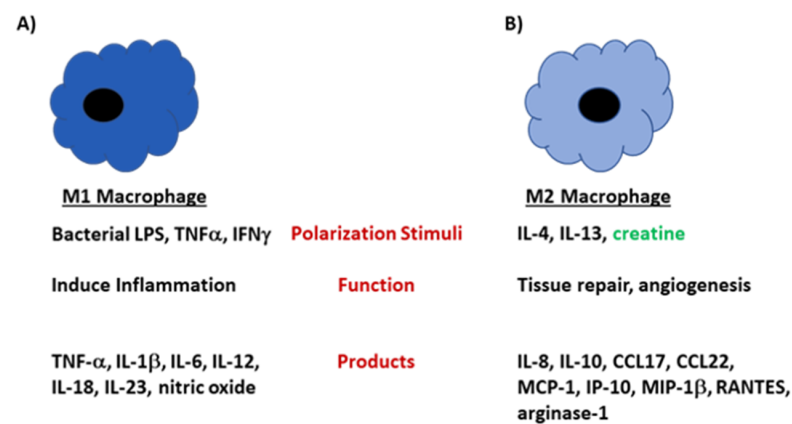 A)
B)
M1 Macrophage
M2 Macrophage
Bacterial LPS, TNFα, IFNγ
Polarization Stimuli
IL-4, IL-13, creatine
Induce Inflammation
Function
Tissue repair, angiogenesis
TNF-α, IL-1β, IL-6, IL-12,
IL-18, IL-23, nitric oxide
Products
IL-8, IL-10, CCL17, CCL22,
MCP-1, IP-10, MIP-1β, RANTES,
arginase-1